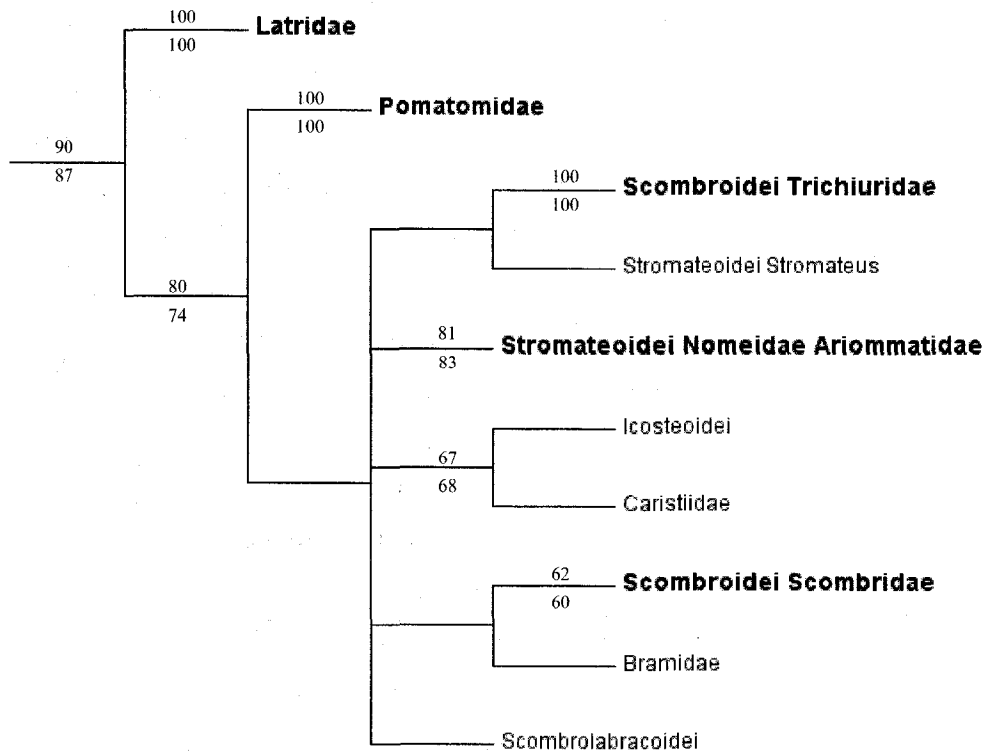 100
Latridae
100
100
Pomatomidae
100
90
87
100
Scombroidei Trichiuridae
100
Stromateoidei Stromateus
80
74
81
Stromateoidei Nomeidae Ariommatidae
83
Icosteoidei
67
68
Caristiidae
62
Scombroidei Scombridae
60
Bramidae
Scombrolabracoidei